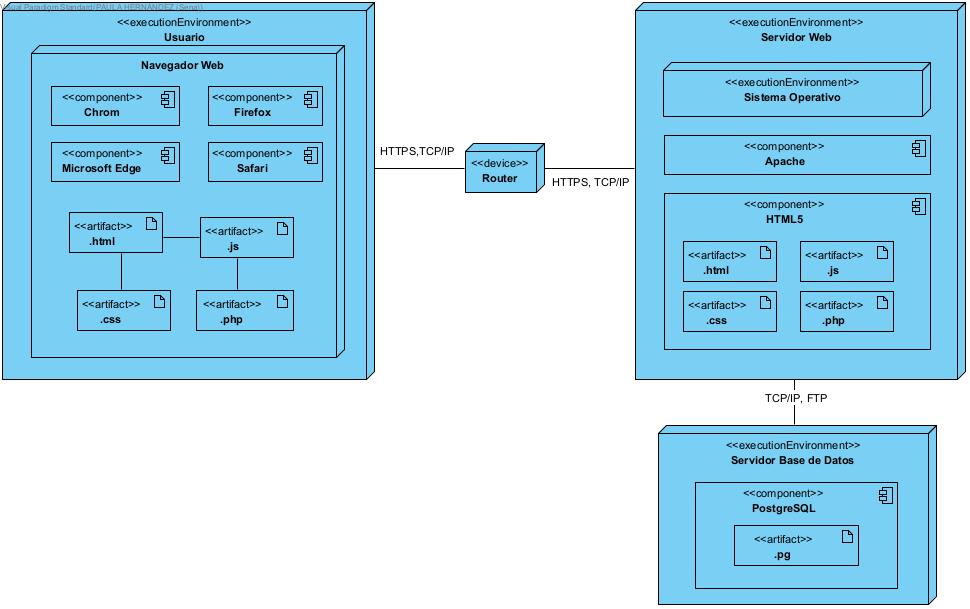 Visual Paradigm Standard(PAULA HERNÁNDEZ (Sena))
<<executionEnvironment>>
Usuario
Navegador Web
<<component>>
Chrom
<<component>>
Firefox
<<component>>
Microsoft Edge
<<component>>
Safari
<<artifact>>
.html
<<artifact>>
.js
<<artifact>>
.css
<<artifact>>
.php
HTTPS,TCP/IP
<<device>>
Router
HTTPS, TCP/IP
<<executionEnvironment>>
Servidor Web
<<executionEnvironment>>
Sistema Operativo
<<component>>
Apache
<<component>>
HTML5
<<artifact>>
.html
<<artifact>>
.js
<<artifact>>
.css
<<artifact>>
.php
TCP/IP, FTP
<<executionEnvironment>>
Servidor Base de Datos
<<component>>
PostgreSQL
<<artifact>>
.pg